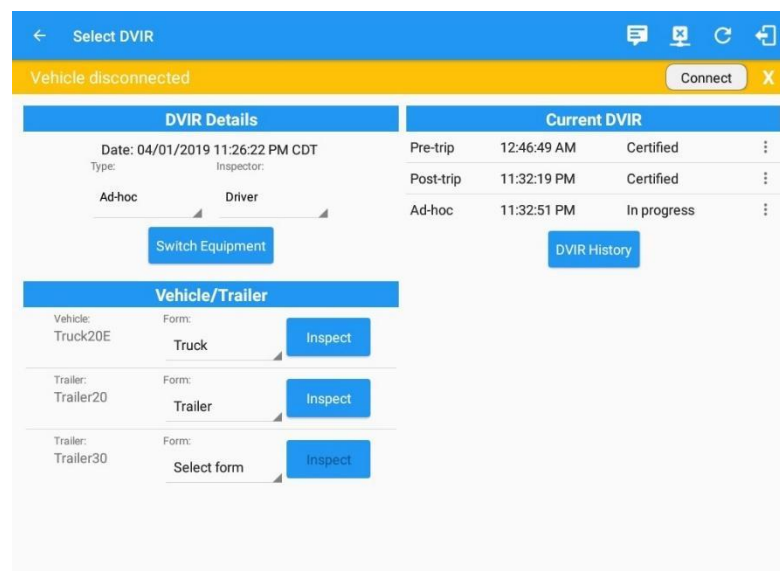 Select DVIR
Vehicle disconnected
Connect
X
DVIR Details
Date: 04/01/2019 11:26:22 PM CDT
Type:
Inspector:
Ad-hoc
Driver
Switch Equipment
Vehicle/Trailer
Vehicle:
Form:
Truck20E
Truck
Inspect
Trailer:
Form:
Trailer20
Trailer
Inspect
Trailer:
Form:
Trailer30
Select form
Inspect
Current DVIR
Pre-trip 12:46:49 AM Certified
Post-trip 11:32:19 PM Certified
Ad-hoc 11:32:51 PM In progress
DVIR History